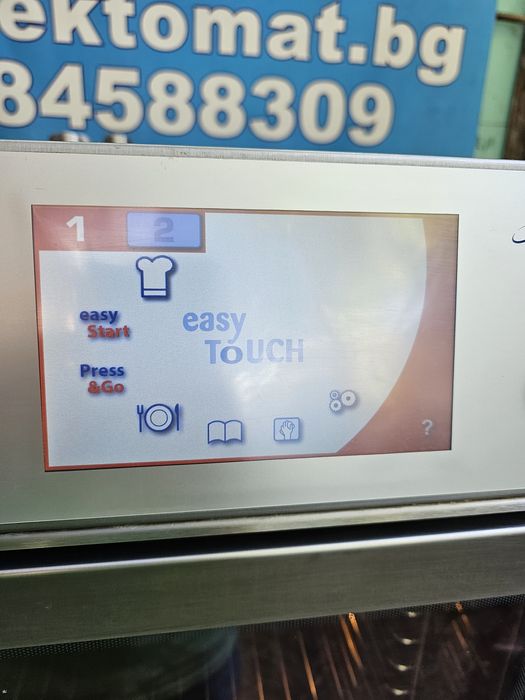 ektomat.bg
84588309
1 2
easy
Start
easy
ToUCH
Press
&Go
?